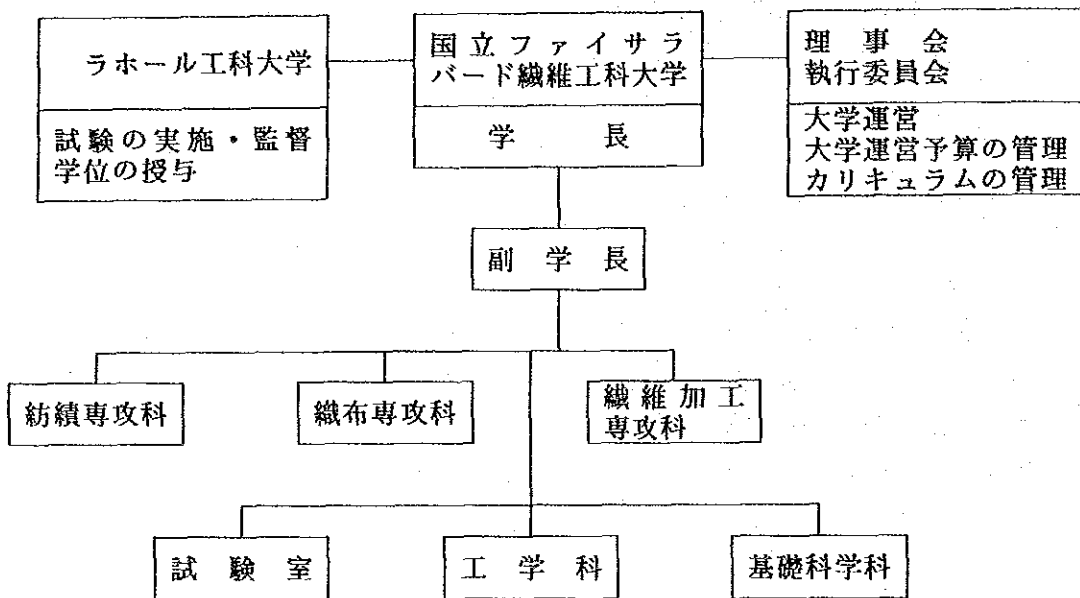 ラホール工科大学
試験の実施・監督
学位の授与
国立ファイサラ
バード繊維工科大学
学長
理事会
執行委員会
大学運営
大学運営予算の管理
カリキュラムの管理
副学長
紡績専攻科
織布専攻科
繊維加工
専攻科
試験室
工学科
基礎科学科